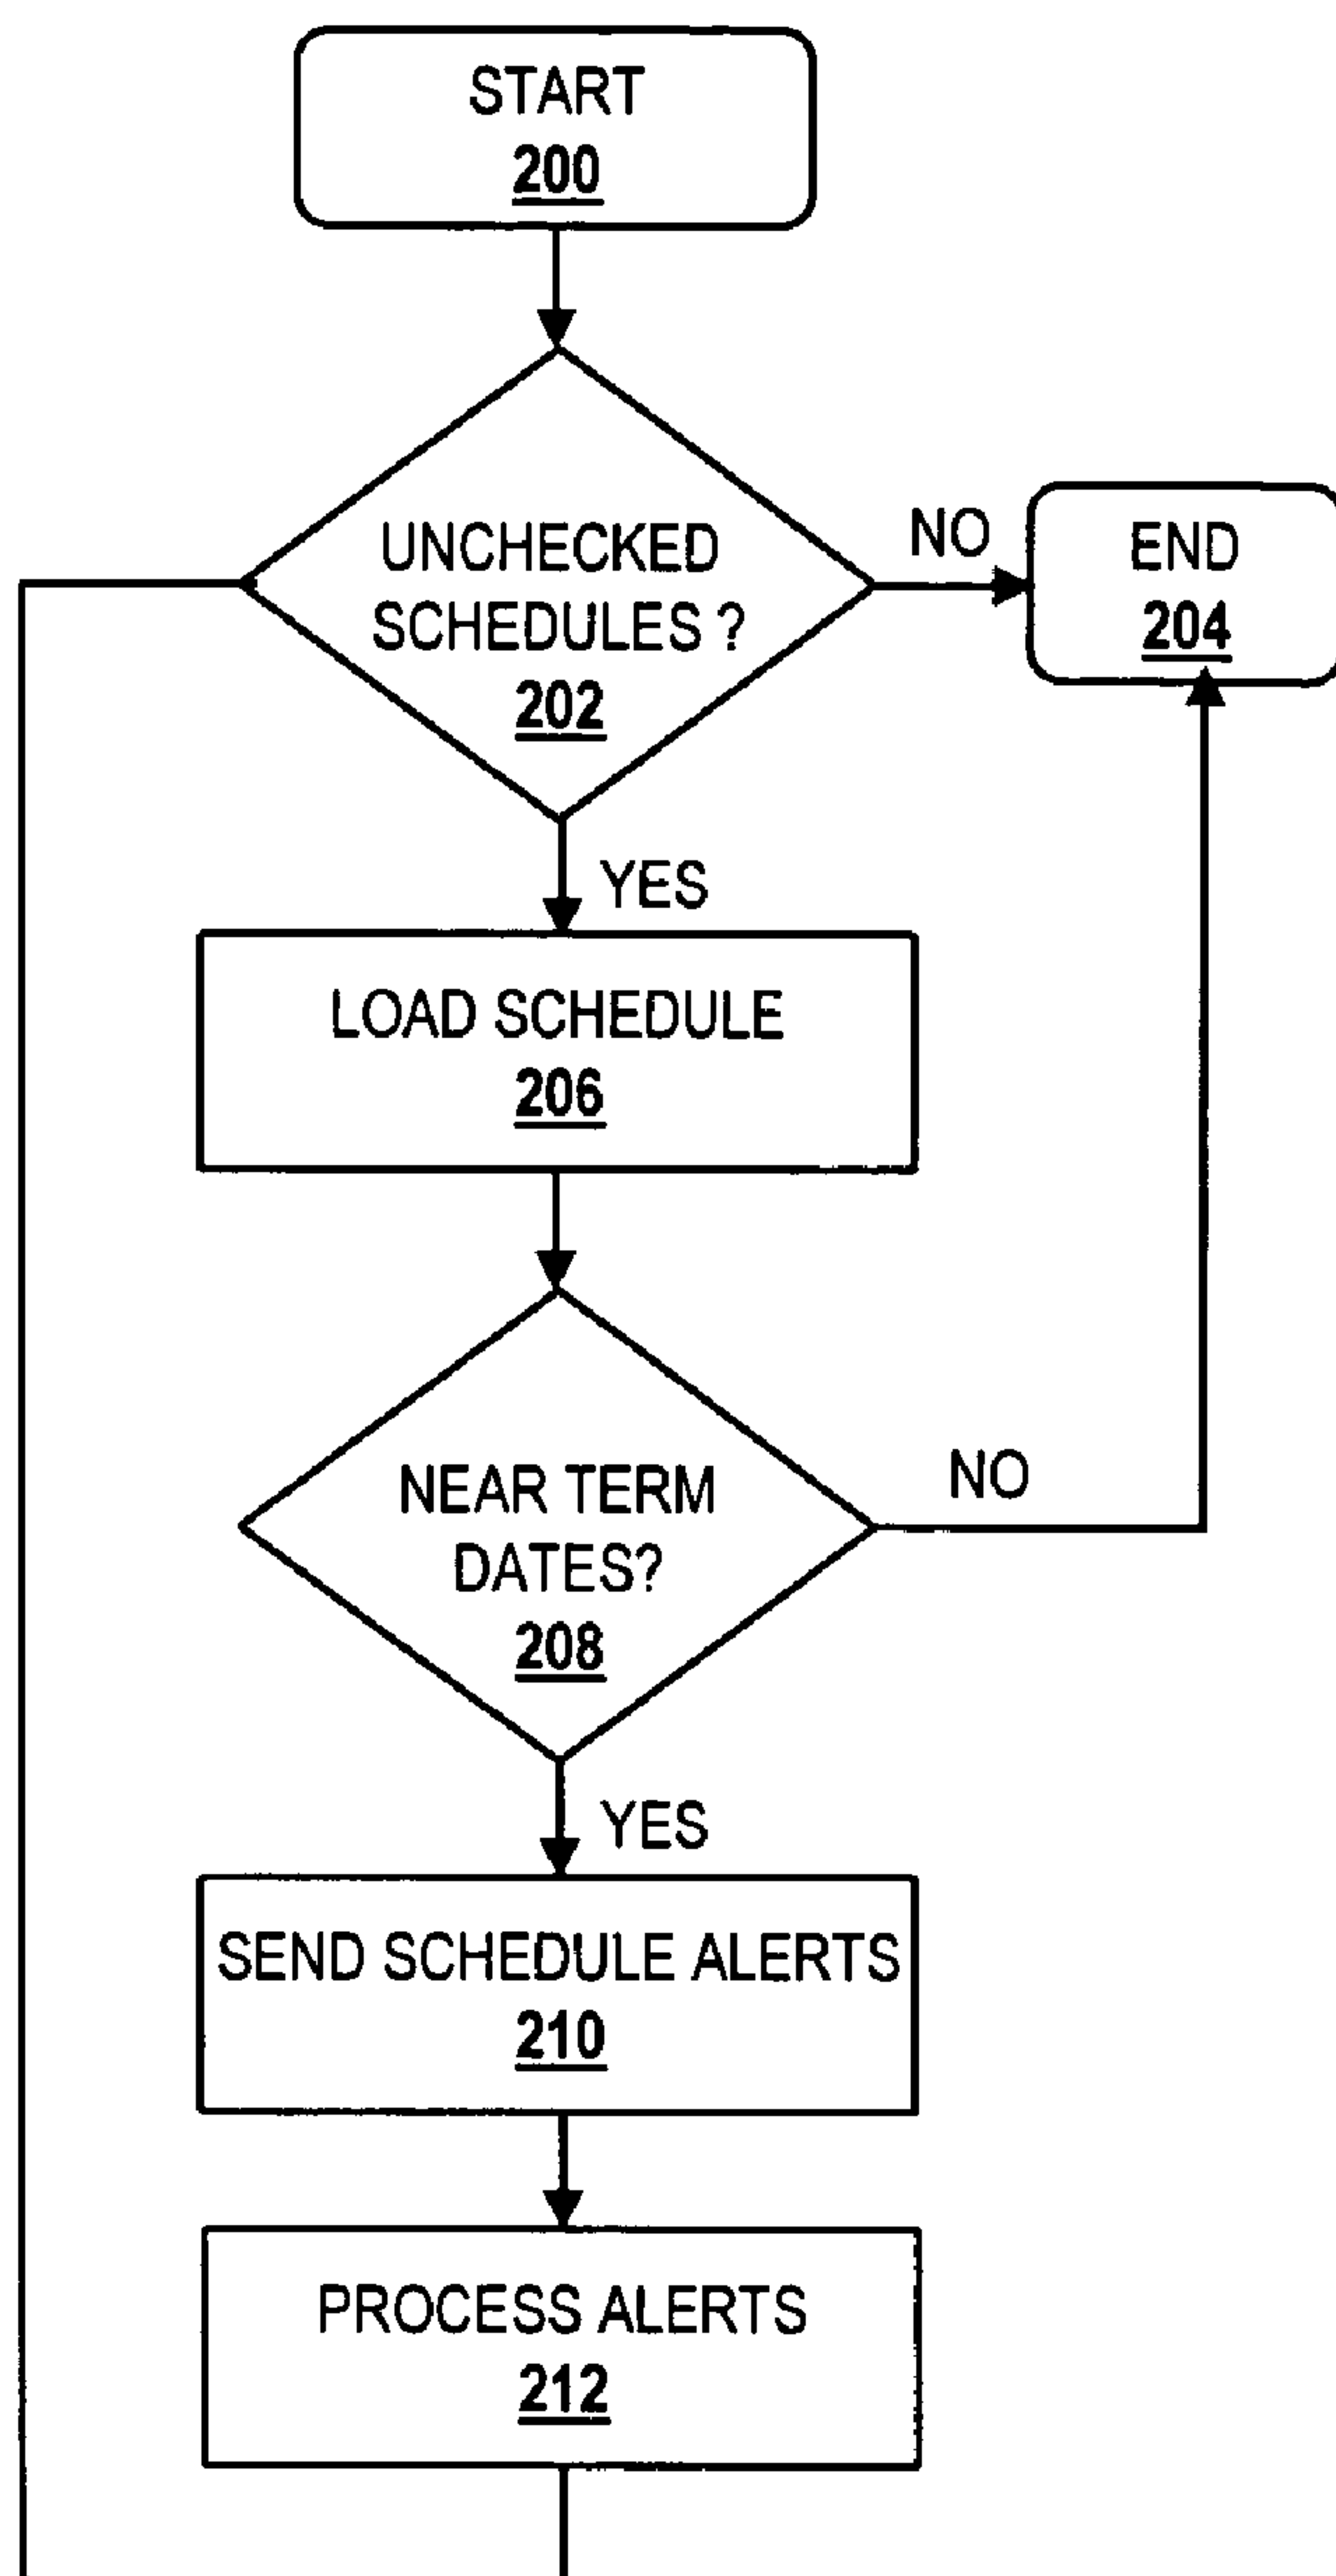 START
200
UNCHECKED
SCHEDULES ?
202
NO
END
204
YES
LOAD SCHEDULE
206
NEAR TERM
DATES?
208
NO
YES
SEND SCHEDULE ALERTS
210
PROCESS ALERTS
212